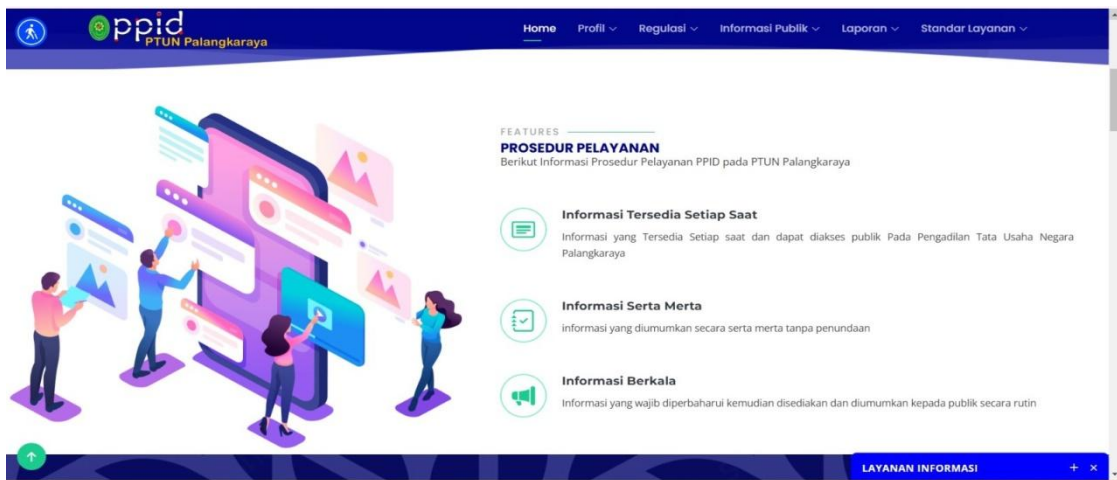 ppid
PTUN Palangkaraya
Home Profil Regulasi Informasi Publik Laporan Standar Layanan
FEATURES
PROSEDUR PELAYANAN
Berikut Informasi Prosedur Pelayanan PPID pada PTUN Palangkaraya
Informasi Tersedia Setiap Saat
Informasi yang Tersedia Setiap saat dan dapat diakses publik Pada Pengadilan Tata Usaha Negara
Palangkaraya
Informasi Serta Merta
informasi yang diumumkan secara serta merta tanpa penundaan
Informasi Berkala
Informasi yang wajib diperbaharui kemudian disediakan dan diumumkan kepada publik secara rutin
LAYANAN INFORMASI + ×